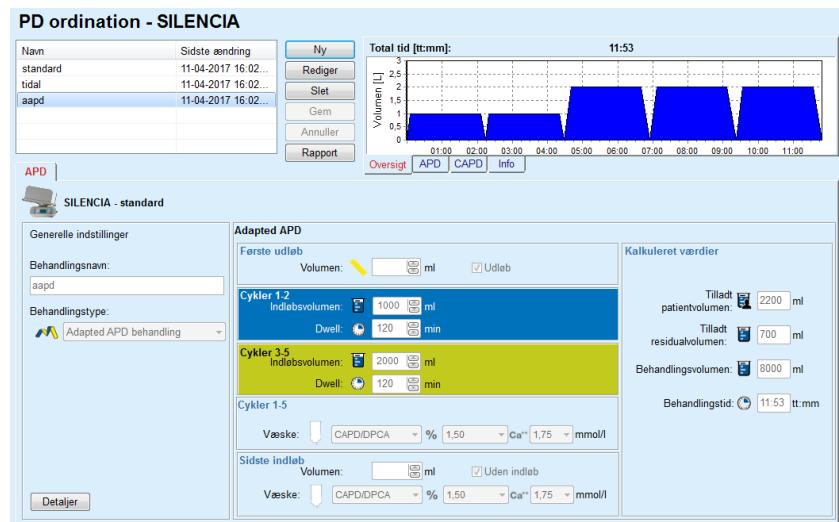 PD ordination - SILENCIA
Navn Sidste ændring
standard 11-04-2017 16:02...
tidal 11-04-2017 16:02...
aapd 11-04-2017 16:02...
Ny
Rediger
Slet
Gem
Annuller
Rapport
Total tid [tt:mm]: 11:53
Volumen [L]
3
2,5
2
1,5
1
0,5
0
01:00 02:00 03:00 04:00 05:00 06:00 07:00 08:00 09:00 10:00 11:00
Oversigt APD CAPD Info
APD
SILENCIA - standard
Generelle indstillinger
Behandlingsnavn:
aapd
Behandlingstype:
Adapted APD behandling
Detaljer
Adapted APD
Første udløb
Volumen: ml Udløb
Cykler 1-2
Indløbsvolumen: 1000 ml
Dwell: 120 min
Cykler 3-5
Indløbsvolumen: 2000 ml
Dwell: 120 min
Cykler 1-5
Væske: CAPD/DPCA % 1,50 Ca⁺⁺ 1,75 mmol/l
Sidste indløb
Volumen: ml Uden indløb
Væske: CAPD/DPCA % 1,50 Ca⁺⁺ 1,75 mmol/l
Kalkuleret værdier
Tilladt
patientvolumen: 2200 ml
Tilladt
residualvolumen: 700 ml
Behandlingsvolumen: 8000 ml
Behandlingstid: 11:53 tt:mm